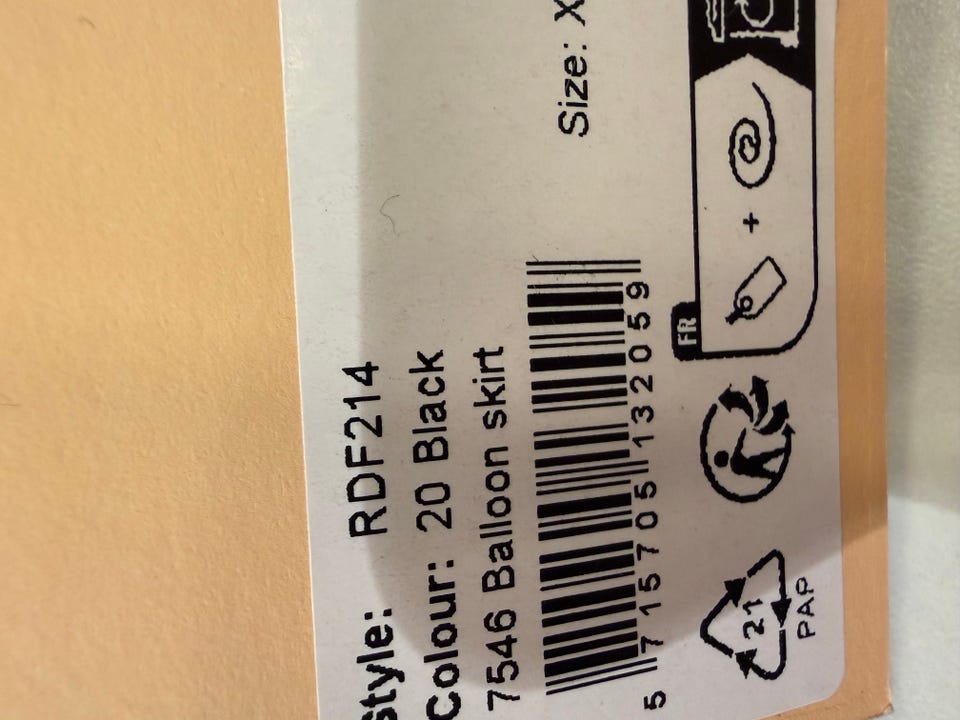 Style: RDF214
Colour: 20 Black
7546 Balloon skirt
Size: X
5 715705 132059
FR
+
21
PAP